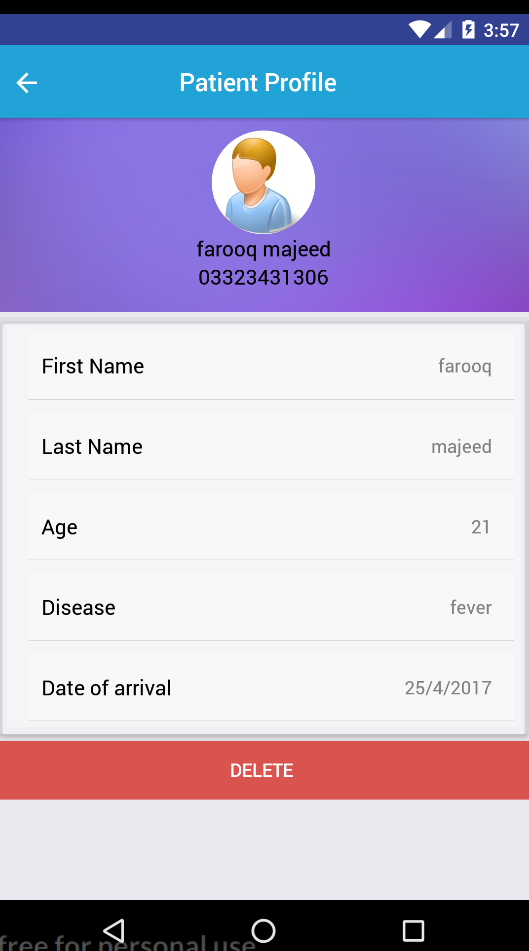 3:57
Patient Profile
farooq majeed
03323431306
First Name farooq
Last Name majeed
Age 21
Disease fever
Date of arrival 25/4/2017
DELETE
free for personal use